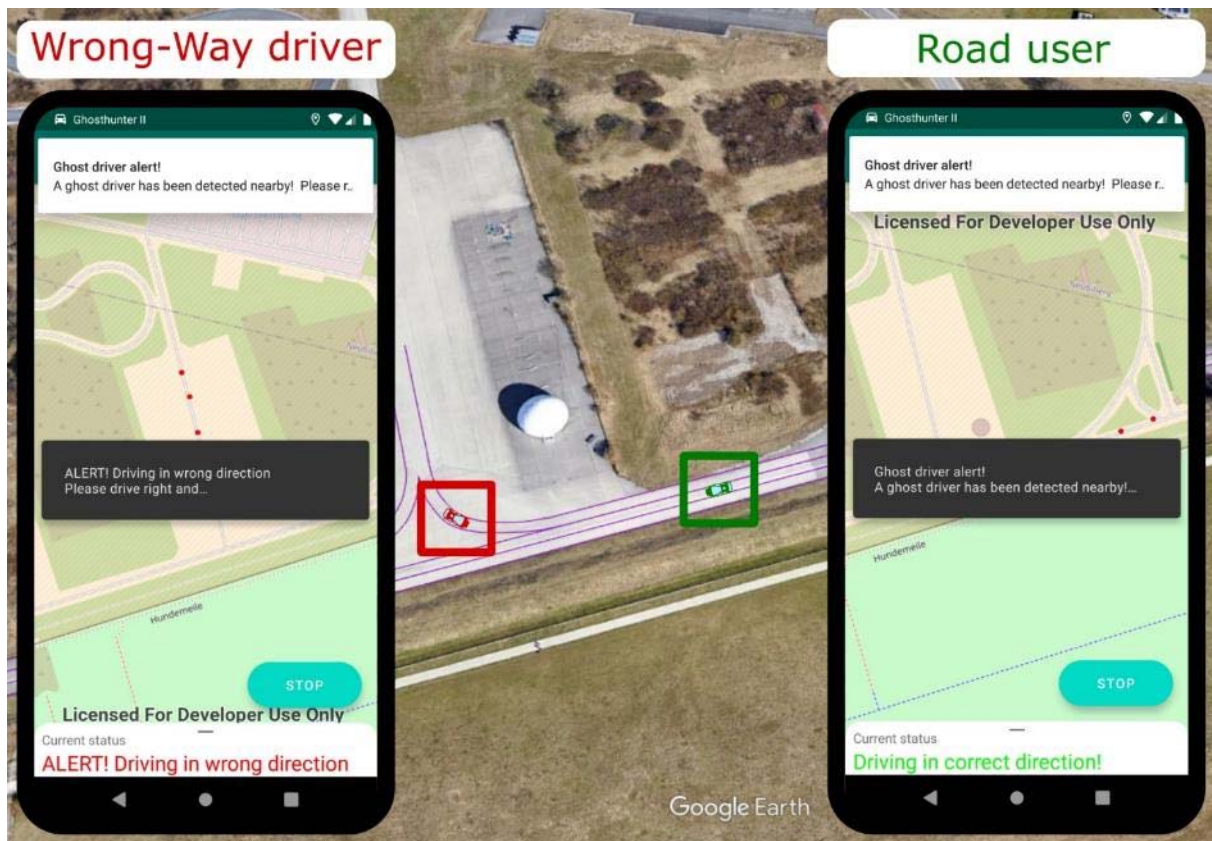 Wrong-Way driver
Ghosthunter II
Ghost driver alert!
A ghost driver has been detected nearby! Please r..
ALERT! Driving in wrong direction
Please drive right and…
Hundemeile
STOP
Licensed For Developer Use Only
Current status
ALERT! Driving in wrong direction
Google Earth
Road user
Ghosthunter II
Ghost driver alert!
A ghost driver has been detected nearby! Please r..
Licensed For Developer Use Only
Neubiberg
Ghost driver alert!
A ghost driver has been detected nearby!…
Hundemeile
STOP
Current status
Driving in correct direction!